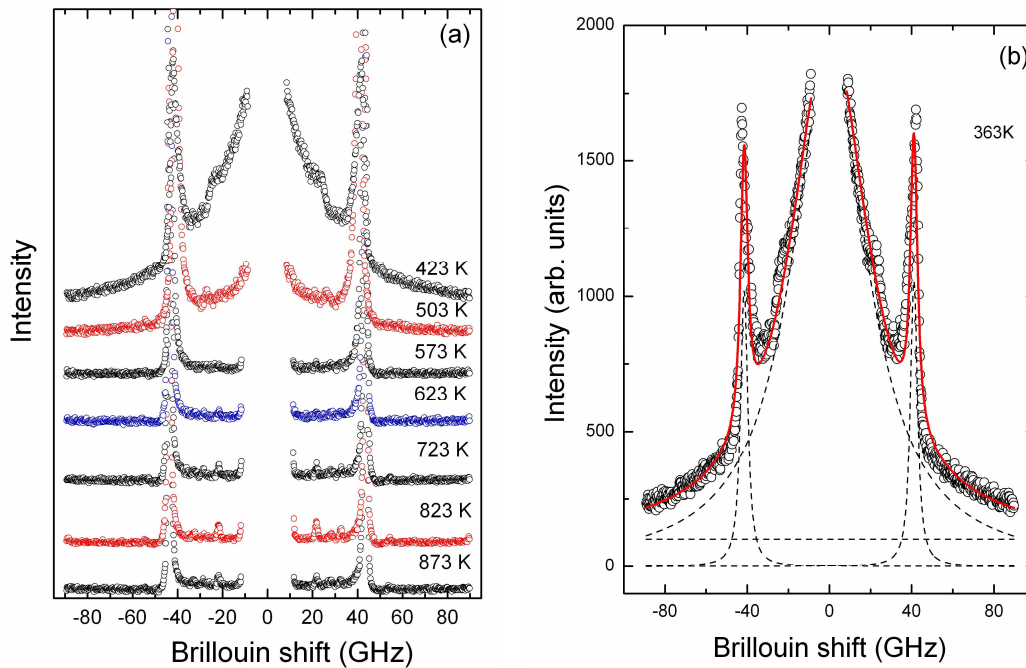 (a)
423 K
503 K
573 K
623 K
723 K
823 K
873 K
Intensity
-80 -60 -40 -20 0 20 40 60 80
Brillouin shift (GHz)
(b)
363K
2000
1500
1000
500
0
Intensity (arb. units)
-80 -40 0 40 80
Brillouin shift (GHz)